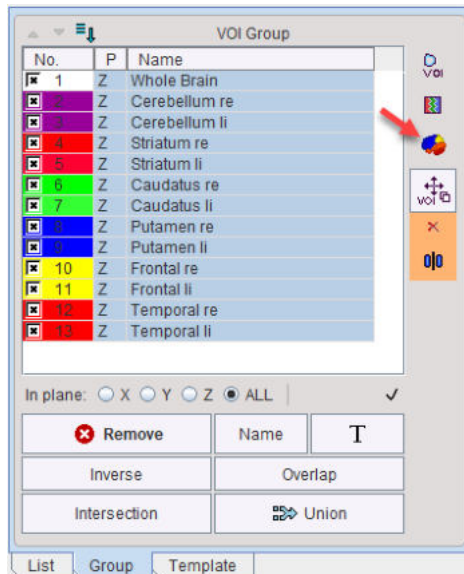 VOI Group
No. P Name
1 Z Whole Brain
2 Z Cerebellum re
3 Z Cerebellum li
4 Z Striatum re
5 Z Striatum li
6 Z Caudatus re
7 Z Caudatus li
8 Z Putamen re
9 Z Putamen li
10 Z Frontal re
11 Z Frontal li
12 Z Temporal re
13 Z Temporal li
VOI
VOI
In plane: X Y Z ALL
Remove Name T
Inverse Overlap
Intersection Union
List Group Template